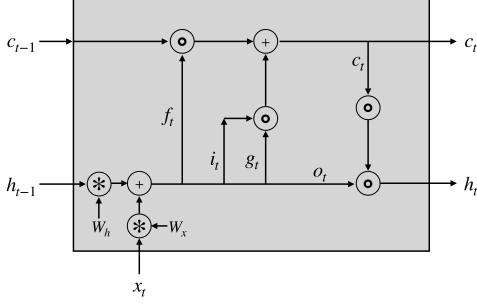 c_{t-1} + c_t
c_t
f_t
i_t g_t
h_{t-1} * + o_t h_t
W_h * W_x
x_t